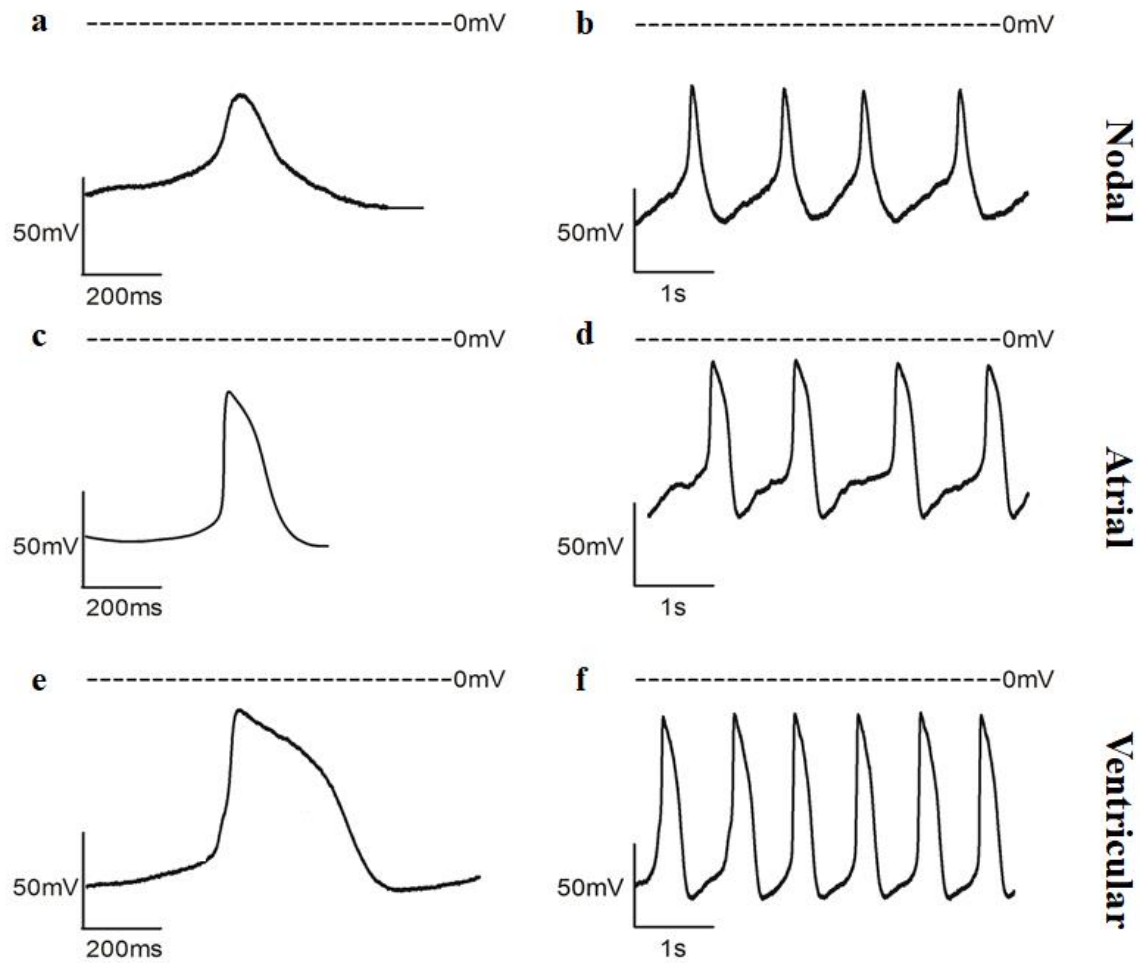 a
0mV
50mV
200ms
b
0mV
50mV
1s
Nodal
c
0mV
50mV
200ms
d
0mV
50mV
1s
Atrial
e
0mV
50mV
200ms
f
0mV
50mV
1s
Ventricular